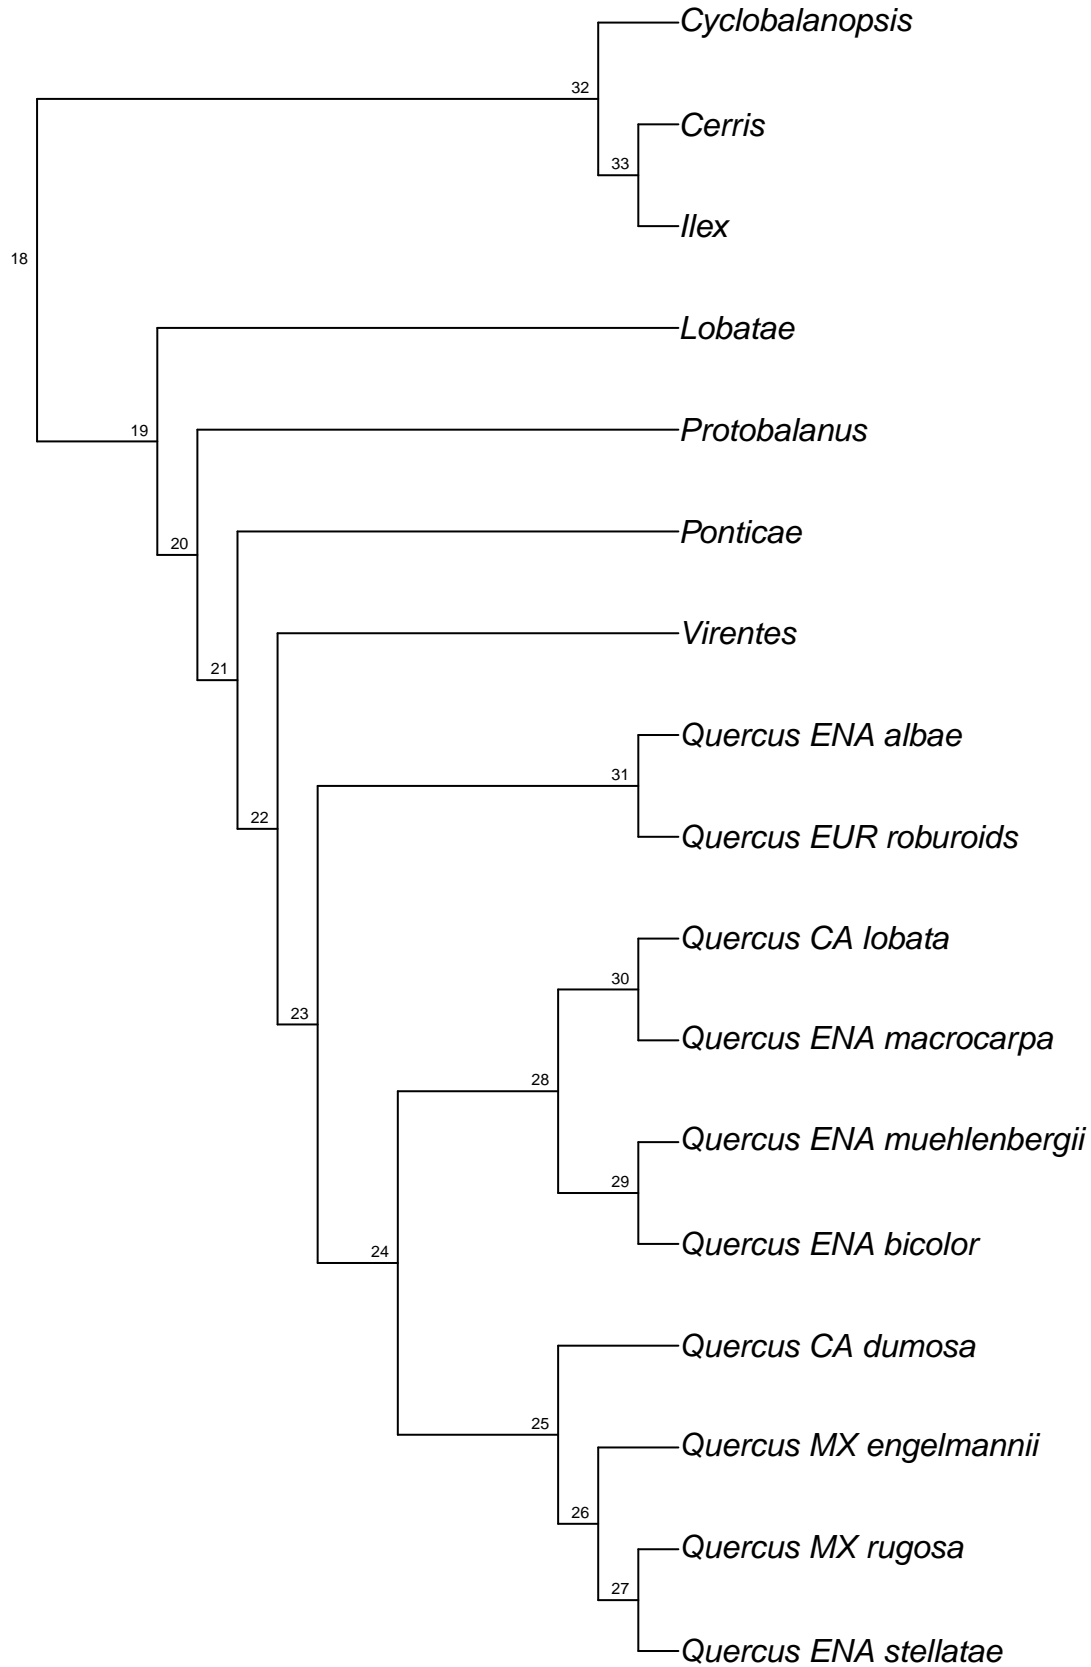 Cyclobalanopsis
32
Cerris
33
Ilex
18
Lobatae
19
Protobalanus
20
Ponticae
21
Virentes
22
Quercus ENA albae
31
Quercus EUR roburoids
23
Quercus CA lobata
30
Quercus ENA macrocarpa
28
Quercus ENA muehlenbergii
29
Quercus ENA bicolor
24
Quercus CA dumosa
25
Quercus MX engelmannii
26
Quercus MX rugosa
27
Quercus ENA stellatae